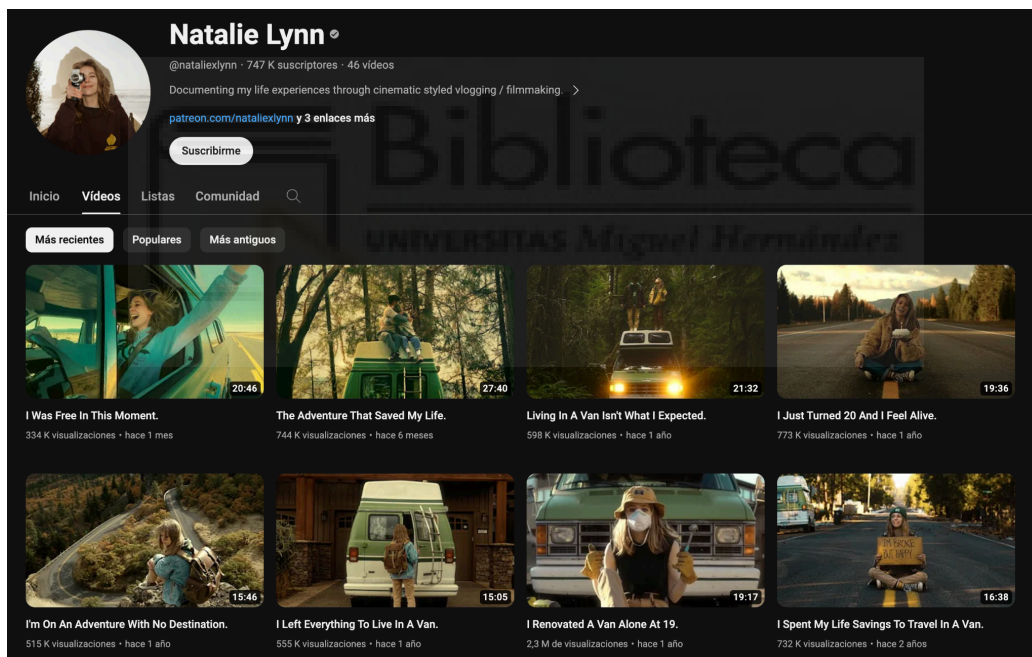 Natalie Lynn
@nataliexlynn · 747 K suscriptores · 46 vídeos
Documenting my life experiences through cinematic styled vlogging / filmmaking.
patreon.com/nataliexlynn y 3 enlaces más
Suscribirme
Biblioteca
UNIVERSITAS Miguel Hernández
Inicio Vídeos Listas Comunidad
Más recientes Populares Más antiguos
20:46 27:40 21:32 19:36
I Was Free In This Moment. The Adventure That Saved My Life. Living In A Van Isn't What I Expected. I Just Turned 20 And I Feel Alive.
334 K visualizaciones • hace 1 mes 744 K visualizaciones • hace 6 meses 598 K visualizaciones • hace 1 año 773 K visualizaciones • hace 1 año
I'M BROKE
BUT HAPPY
15:46 15:05 19:17 16:38
I'm On An Adventure With No Destination. I Left Everything To Live In A Van. I Renovated A Van Alone At 19. I Spent My Life Savings To Travel In A Van.
515 K visualizaciones • hace 1 año 555 K visualizaciones • hace 1 año 2,3 M de visualizaciones • hace 1 año 732 K visualizaciones • hace 2 años